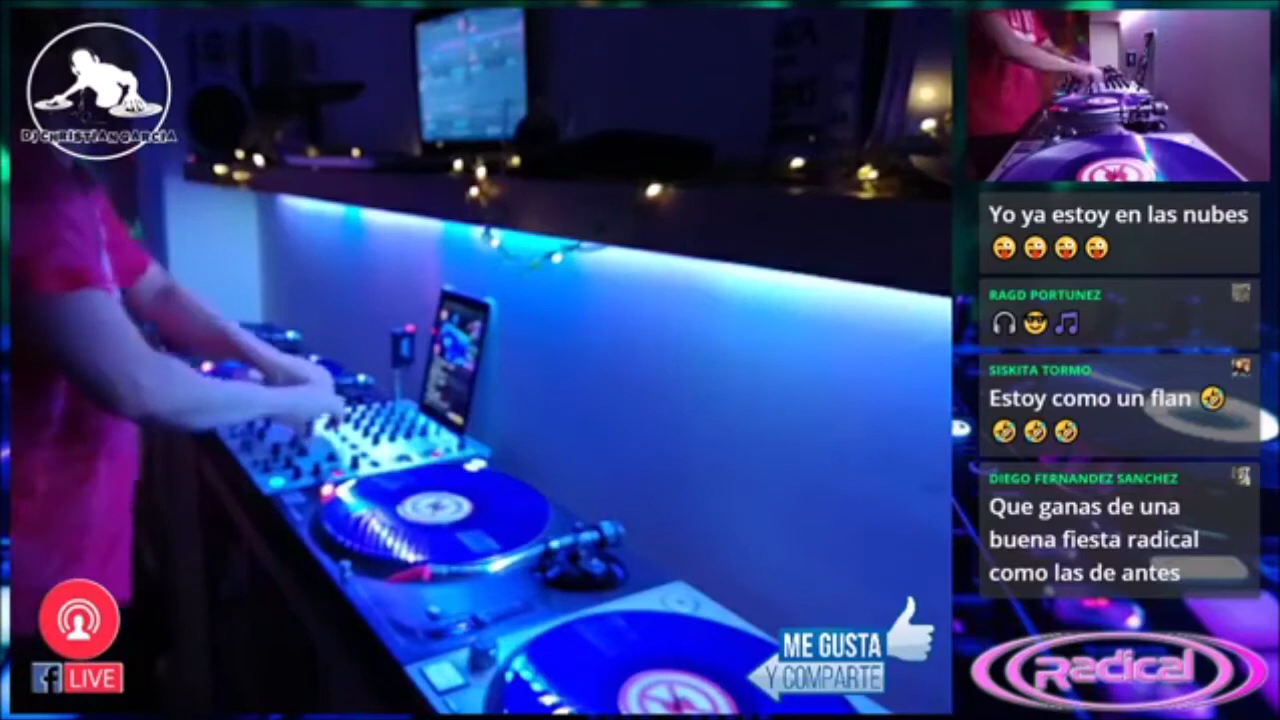 DJ CHRISTIAN GARCIA
Yo ya estoy en las nubes
😜 😜 😜 😜
RAGD PORTUNEZ
🎧 😎 🎵
SISKITA TORMO
Estoy como un flan 🤣
🤣 🤣 🤣
DIEGO FERNANDEZ SANCHEZ
Que ganas de una
buena fiesta radical
como las de antes
f LIVE
ME GUSTA
Y COMPARTE
Radical